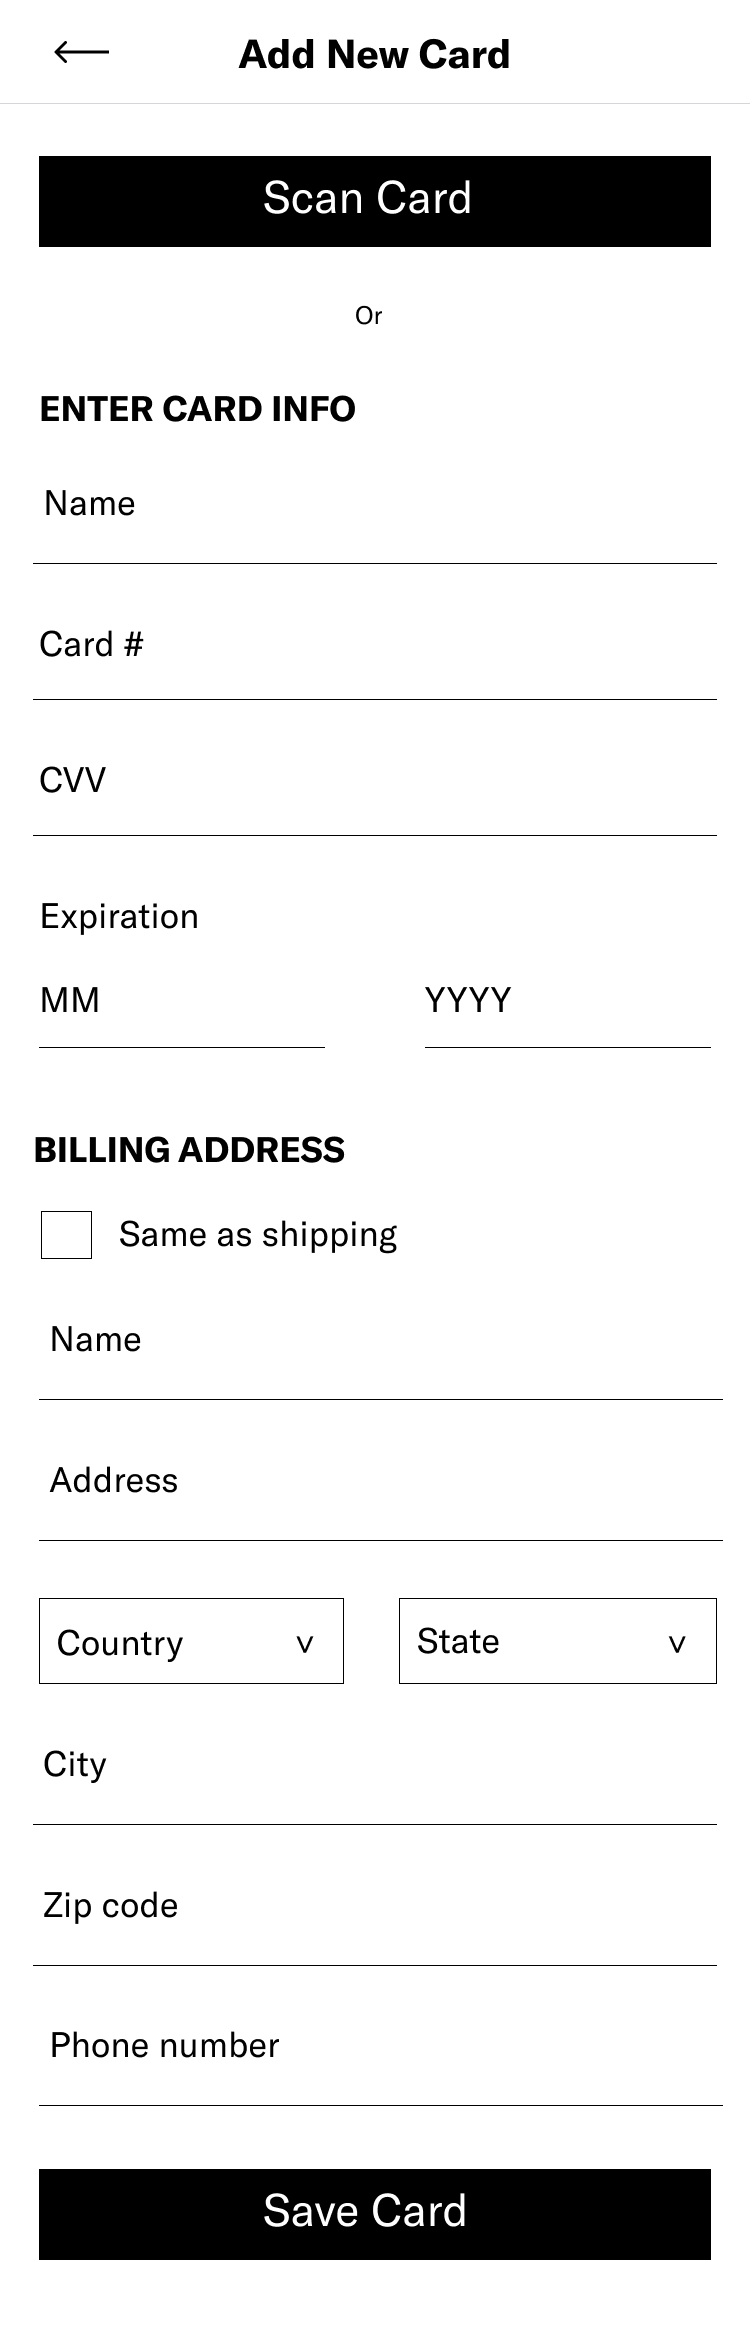 Add New Card
Scan Card
Or
ENTER CARD INFO
Name
Card #
CVV
Expiration
MM YYYY
BILLING ADDRESS
Same as shipping
Name
Address
Country v State v
City
Zip code
Phone number
Save Card